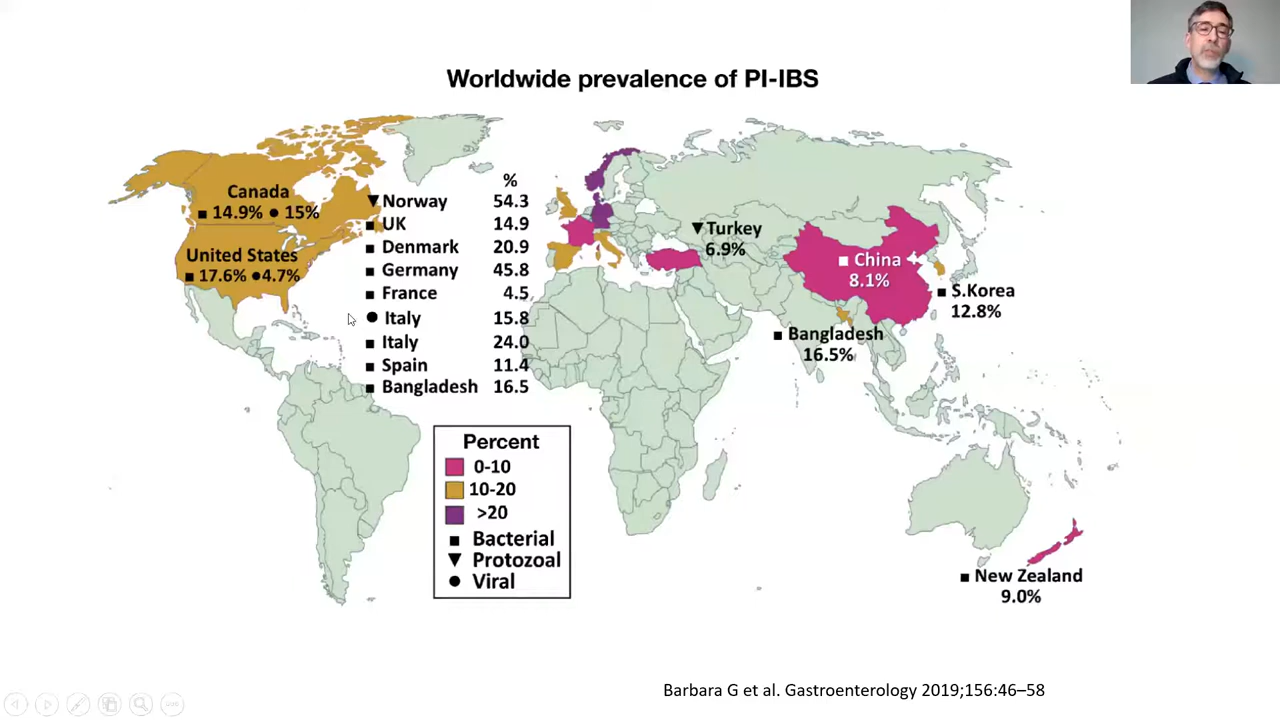 Worldwide prevalence of PI-IBS
Canada
■ 14.9% ● 15%
United States
■ 17.6% ●4.7%
%
▼Norway 54.3
■ UK 14.9
■ Denmark 20.9
■ Germany 45.8
■ France 4.5
● Italy 15.8
■ Italy 24.0
■ Spain 11.4
■ Bangladesh 16.5
▼Turkey
6.9%
■ China
8.1%
■ S.Korea
12.8%
■ Bangladesh
16.5%
■ New Zealand
9.0%
Percent
0-10
10-20
>20
■ Bacterial
▼ Protozoal
● Viral
Barbara G et al. Gastroenterology 2019;156:46–58